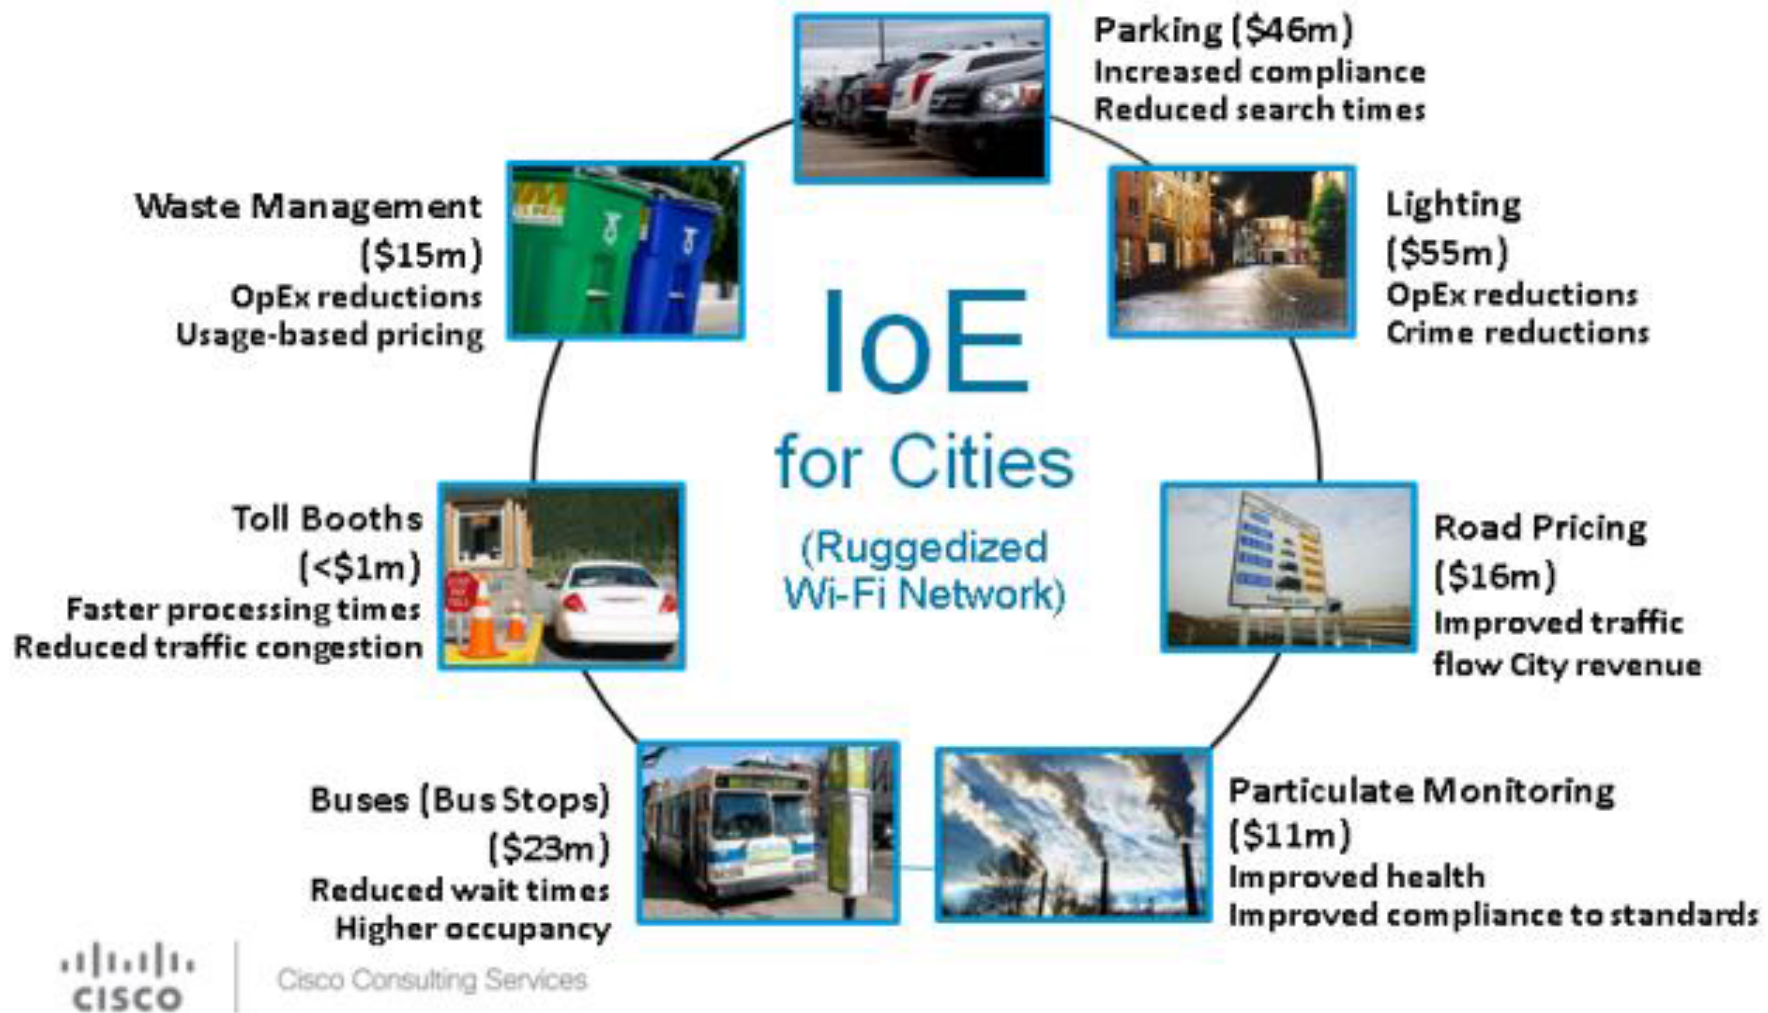 Parking ($46m)
Increased compliance
Reduced search times
Lighting
($55m)
OpEx reductions
Crime reductions
Road Pricing
($16m)
Improved traffic
flow City revenue
Particulate Monitoring
($11m)
Improved health
Improved compliance to standards
Buses (Bus Stops)
($23m)
Reduced wait times
Higher occupancy
Toll Booths
(<$1m)
Faster processing times
Reduced traffic congestion
Waste Management
($15m)
OpEx reductions
Usage-based pricing
IoE
for Cities
(Ruggedized
Wi-Fi Network)
CISCO
Cisco Consulting Services